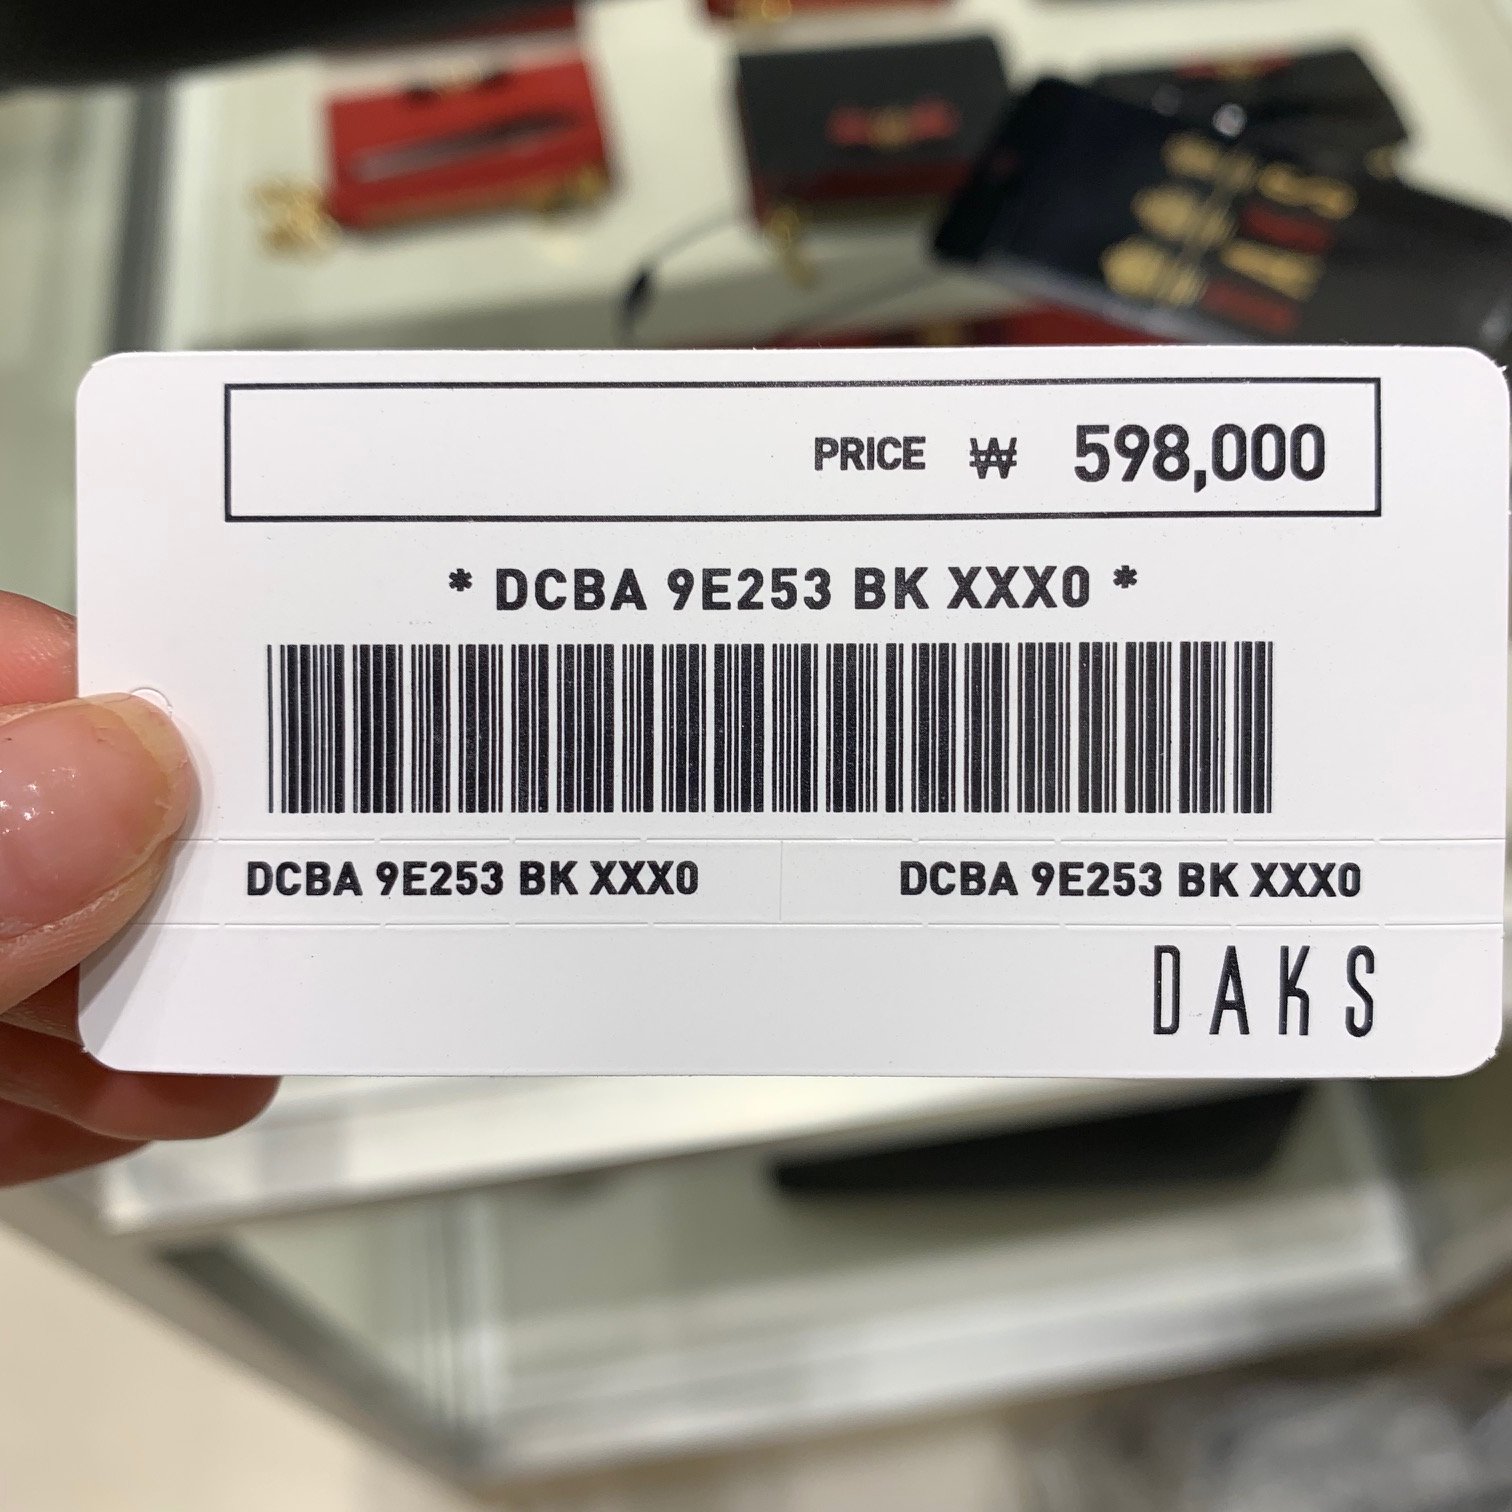 PRICE ₩ 598,000
* DCBA 9E253 BK XXX0 *
DCBA 9E253 BK XXX0 DCBA 9E253 BK XXX0
DAKS